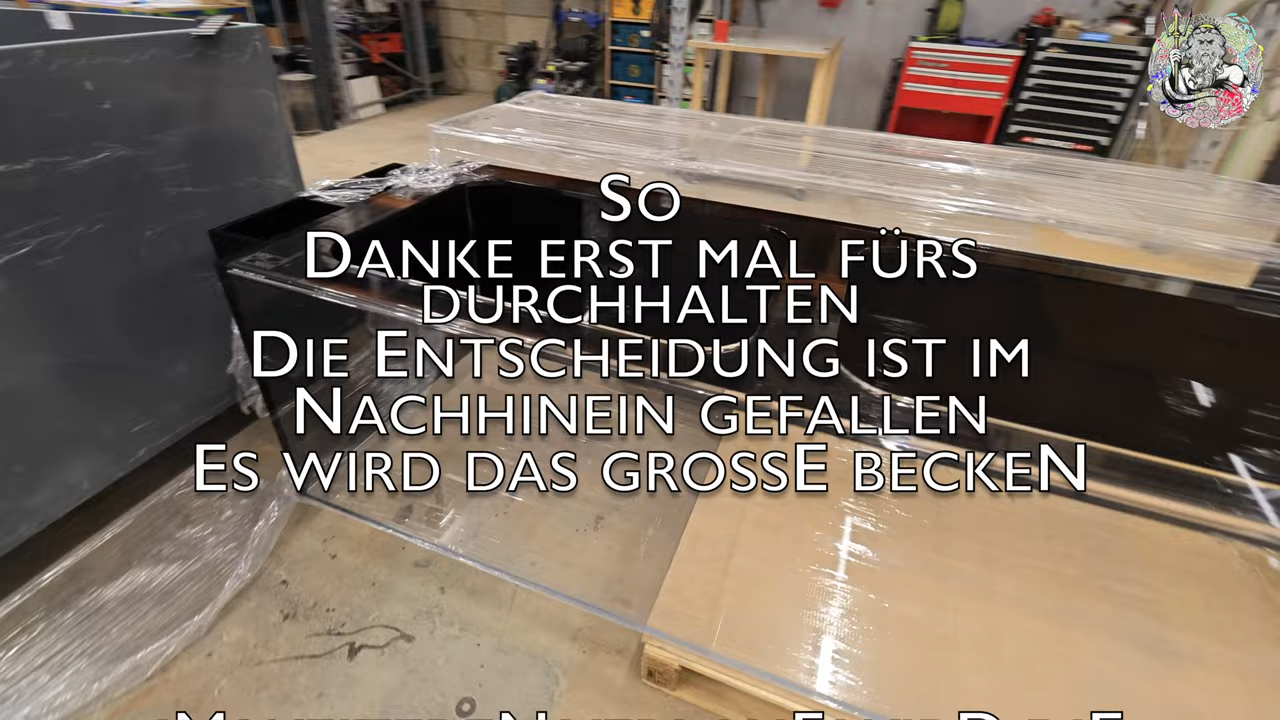 So
Danke erst mal fürs
durchhalten
Die Entscheidung ist im
Nachhinein gefallen
Es wird das grossE beckeN